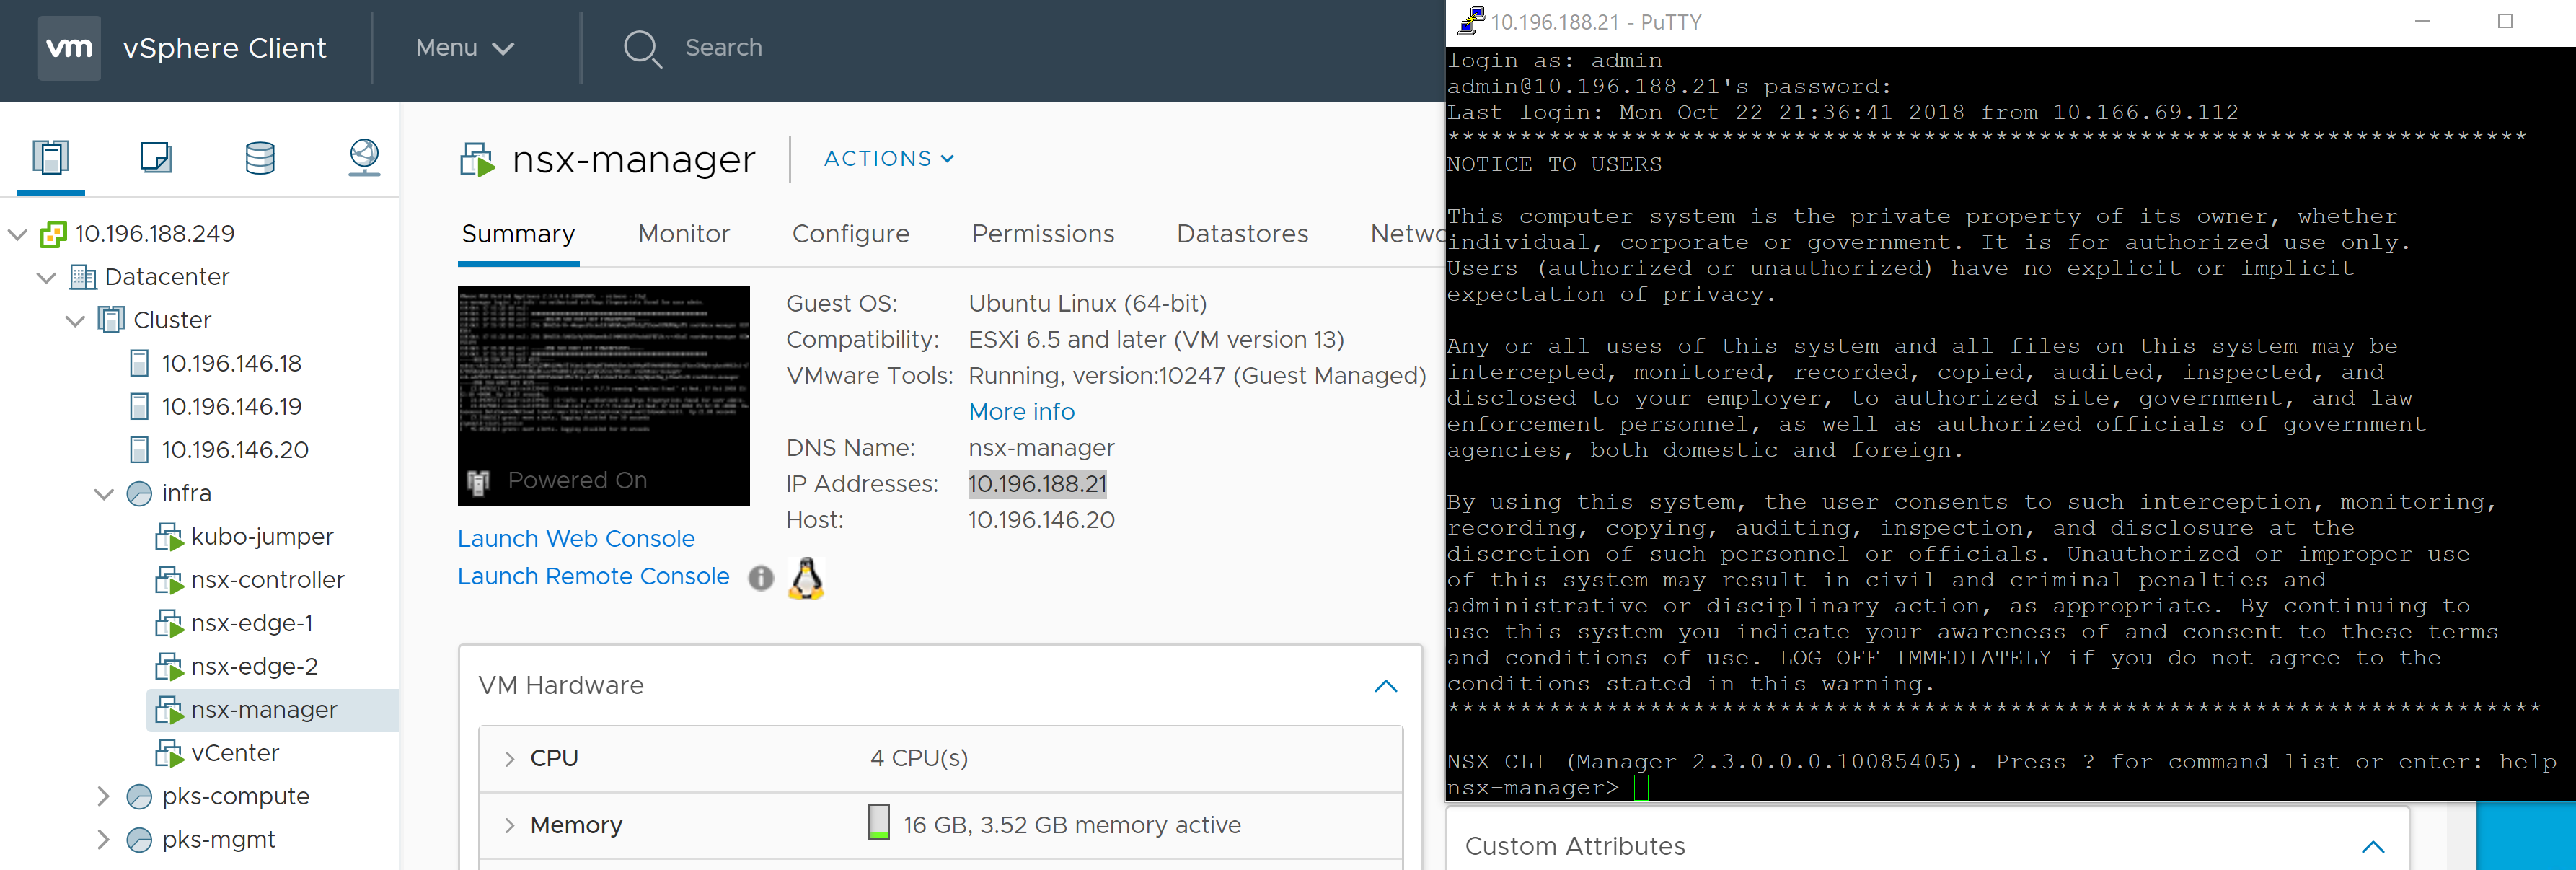 vm vSphere Client Menu Search
10.196.188.249
Datacenter
Cluster
10.196.146.18
10.196.146.19
10.196.146.20
infra
kubo-jumper
nsx-controller
nsx-edge-1
nsx-edge-2
nsx-manager
vCenter
pks-compute
pks-mgmt
nsx-manager ACTIONS
Summary Monitor Configure Permissions Datastores Netwo
Powered On
Launch Web Console
Launch Remote Console
Guest OS: Ubuntu Linux (64-bit)
Compatibility: ESXi 6.5 and later (VM version 13)
VMware Tools: Running, version:10247 (Guest Managed)
More info
DNS Name: nsx-manager
IP Addresses: 10.196.188.21
Host: 10.196.146.20
VM Hardware
CPU 4 CPU(s)
Memory 16 GB, 3.52 GB memory active
10.196.188.21 - PuTTY
login as: admin
admin@10.196.188.21's password:
Last login: Mon Oct 22 21:36:41 2018 from 10.166.69.112
***************************************************************************
NOTICE TO USERS
This computer system is the private property of its owner, whether
individual, corporate or government. It is for authorized use only.
Users (authorized or unauthorized) have no explicit or implicit
expectation of privacy.
Any or all uses of this system and all files on this system may be
intercepted, monitored, recorded, copied, audited, inspected, and
disclosed to your employer, to authorized site, government, and law
enforcement personnel, as well as authorized officials of government
agencies, both domestic and foreign.
By using this system, the user consents to such interception, monitoring,
recording, copying, auditing, inspection, and disclosure at the
discretion of such personnel or officials. Unauthorized or improper use
of this system may result in civil and criminal penalties and
administrative or disciplinary action, as appropriate. By continuing to
use this system you indicate your awareness of and consent to these terms
and conditions of use. LOG OFF IMMEDIATELY if you do not agree to the
conditions stated in this warning.
****************************************************************************
NSX CLI (Manager 2.3.0.0.0.10085405). Press ? for command list or enter: help
nsx-manager>
Custom Attributes